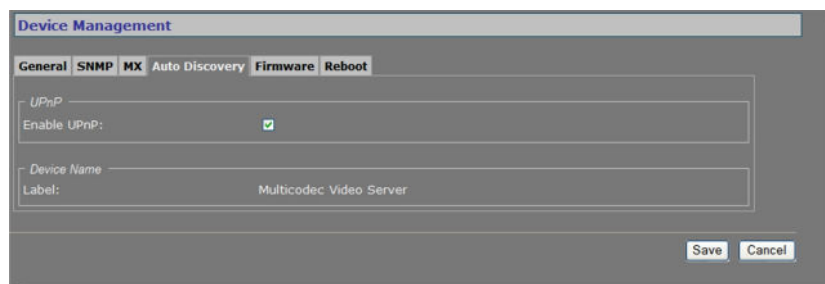 Device Management
General SNMP MX Auto Discovery Firmware Reboot
UPnP
Enable UPnP:
Device Name
Label: Multicodec Video Server
Save Cancel